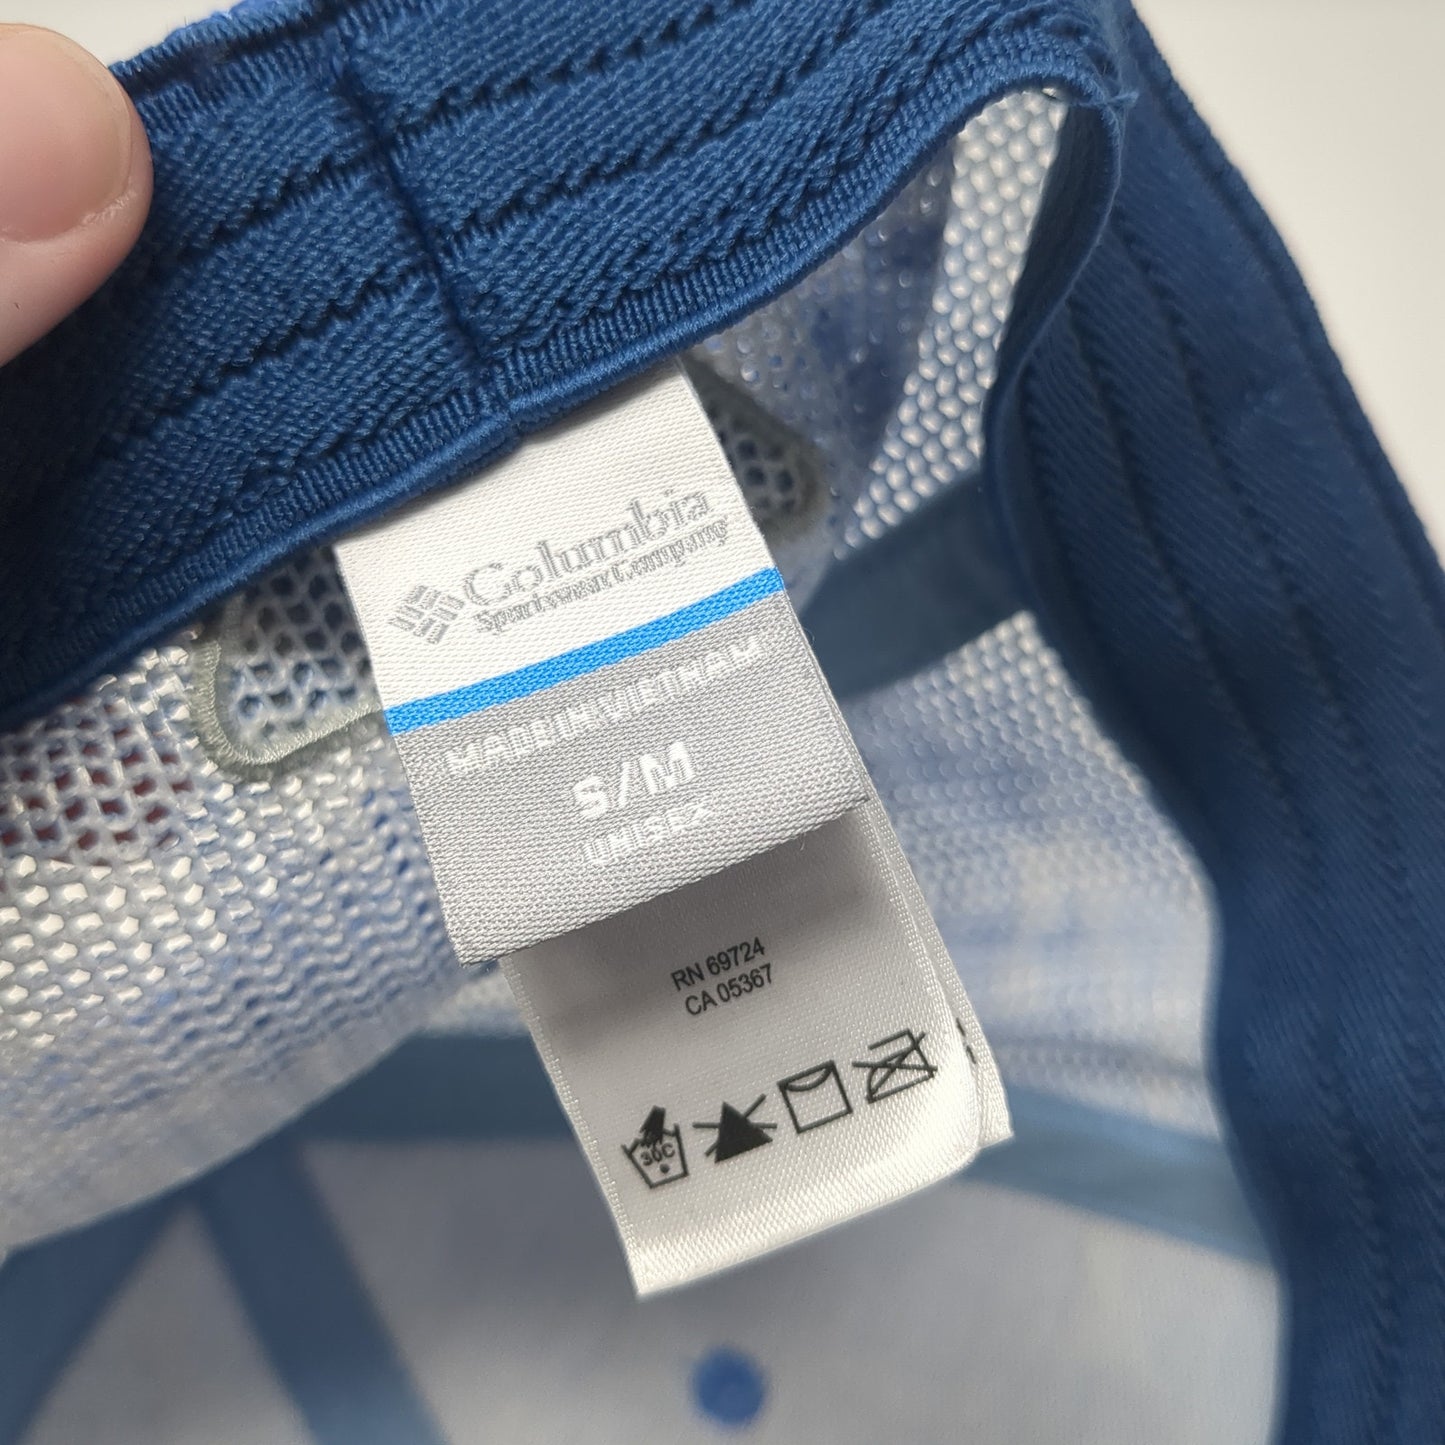 Columbia
Sportswear Company
MADE IN VIETNAM
S/M
UNISEX
RN 69724
CA 05367
30C